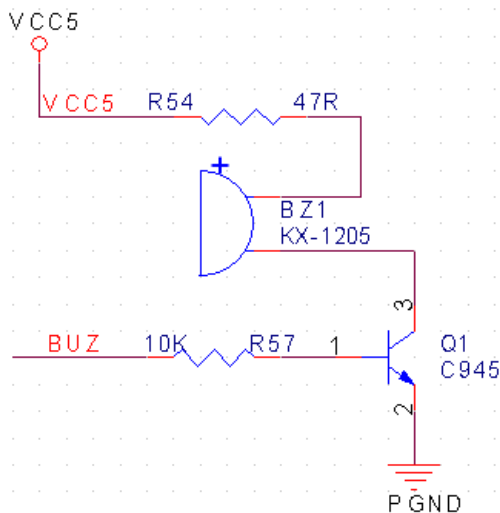 VCC5
VCC5 R54 47R
+
BZ1
KX-1205
3
BUZ 10K R57 1 Q1
C945
2
PGND